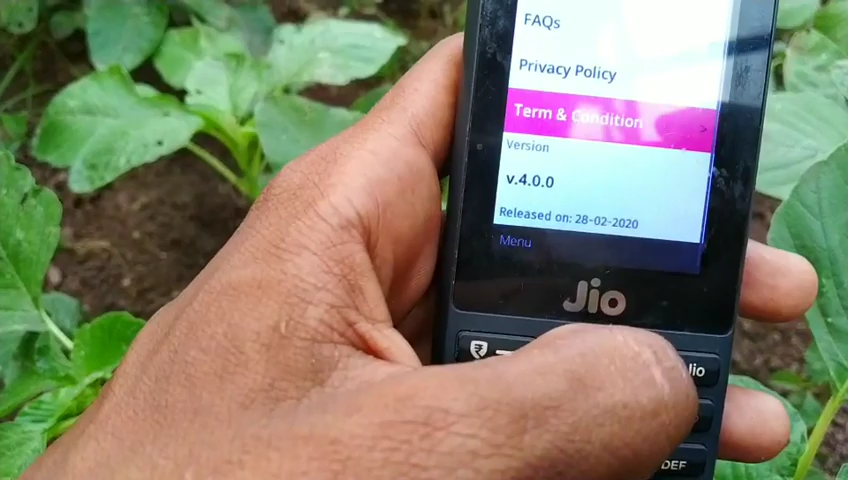 FAQs
Privacy Policy
Term & Condition >
Version
v.4.0.0
Released on: 28-02-2020
Menu
Jio
Jio
DEF